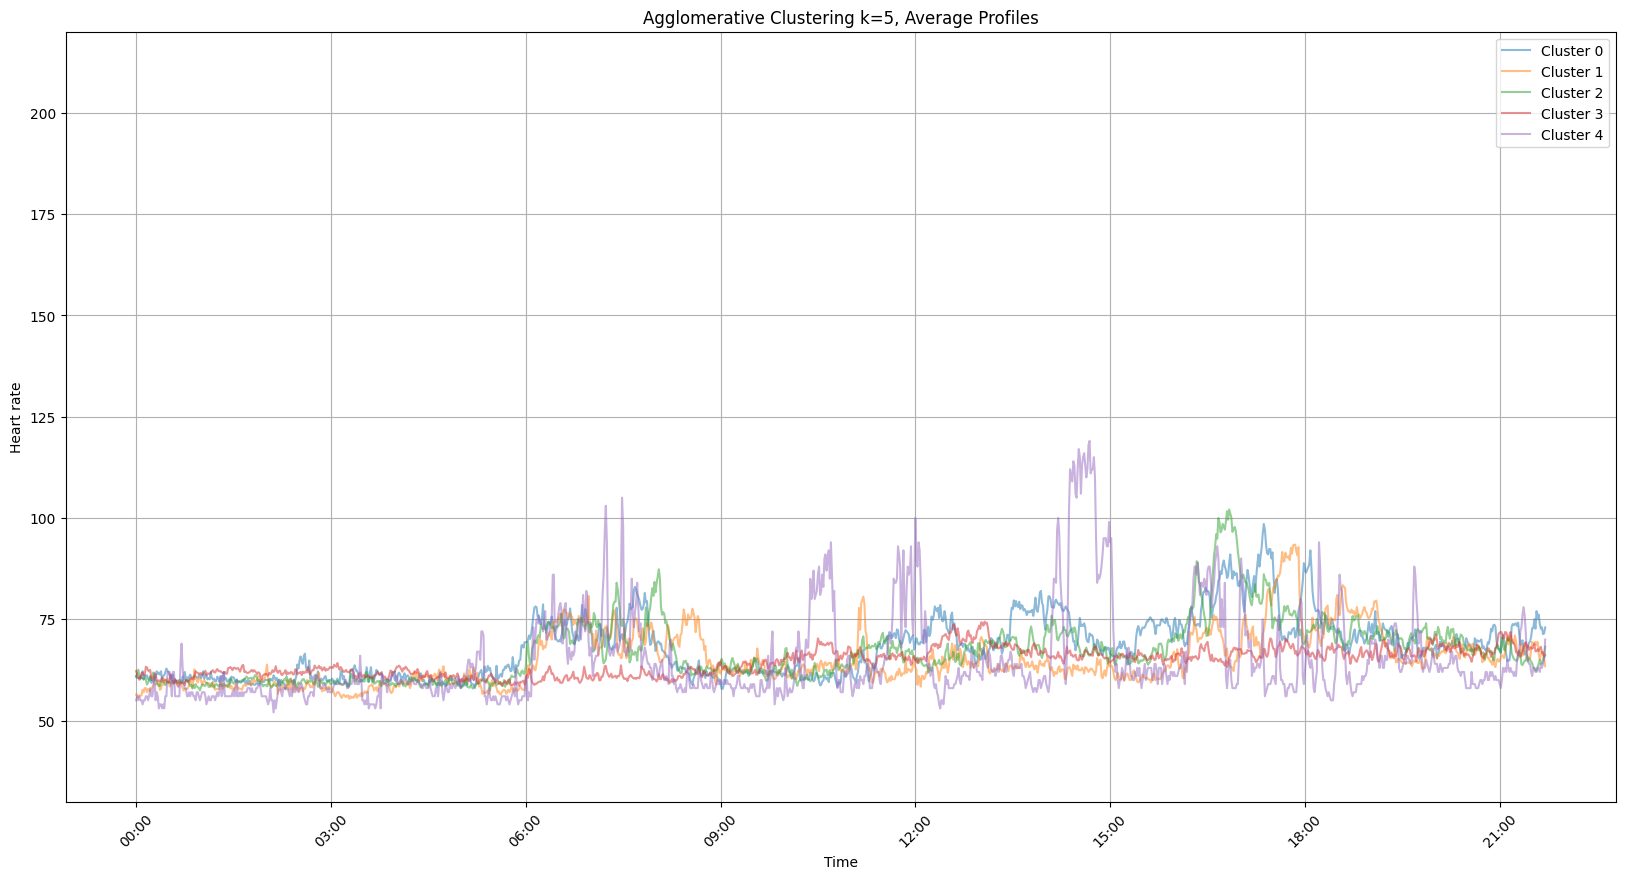 Agglomerative Clustering k=5, Average Profiles
Cluster 0
Cluster 1
Cluster 2
Cluster 3
Cluster 4
200
175
150
125
100
75
50
Heart rate
00:00
03:00
06:00
09:00
12:00
15:00
18:00
21:00
Time